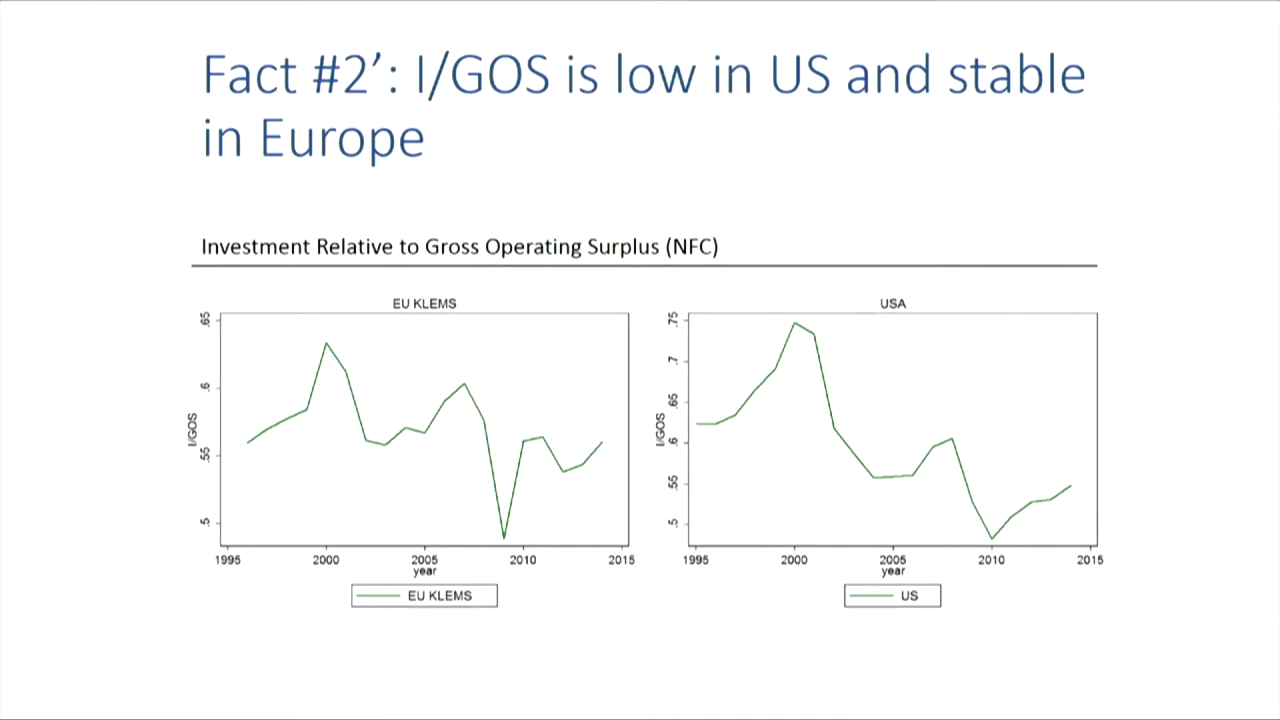 Fact #2’: I/GOS is low in US and stable
in Europe
Investment Relative to Gross Operating Surplus (NFC)
EU KLEMS
I/GOS
.65
.6
.55
.5
1995 2000 2005 2010 2015
year
EU KLEMS
USA
I/GOS
.75
.7
.65
.6
.55
.5
1995 2000 2005 2010 2015
year
US